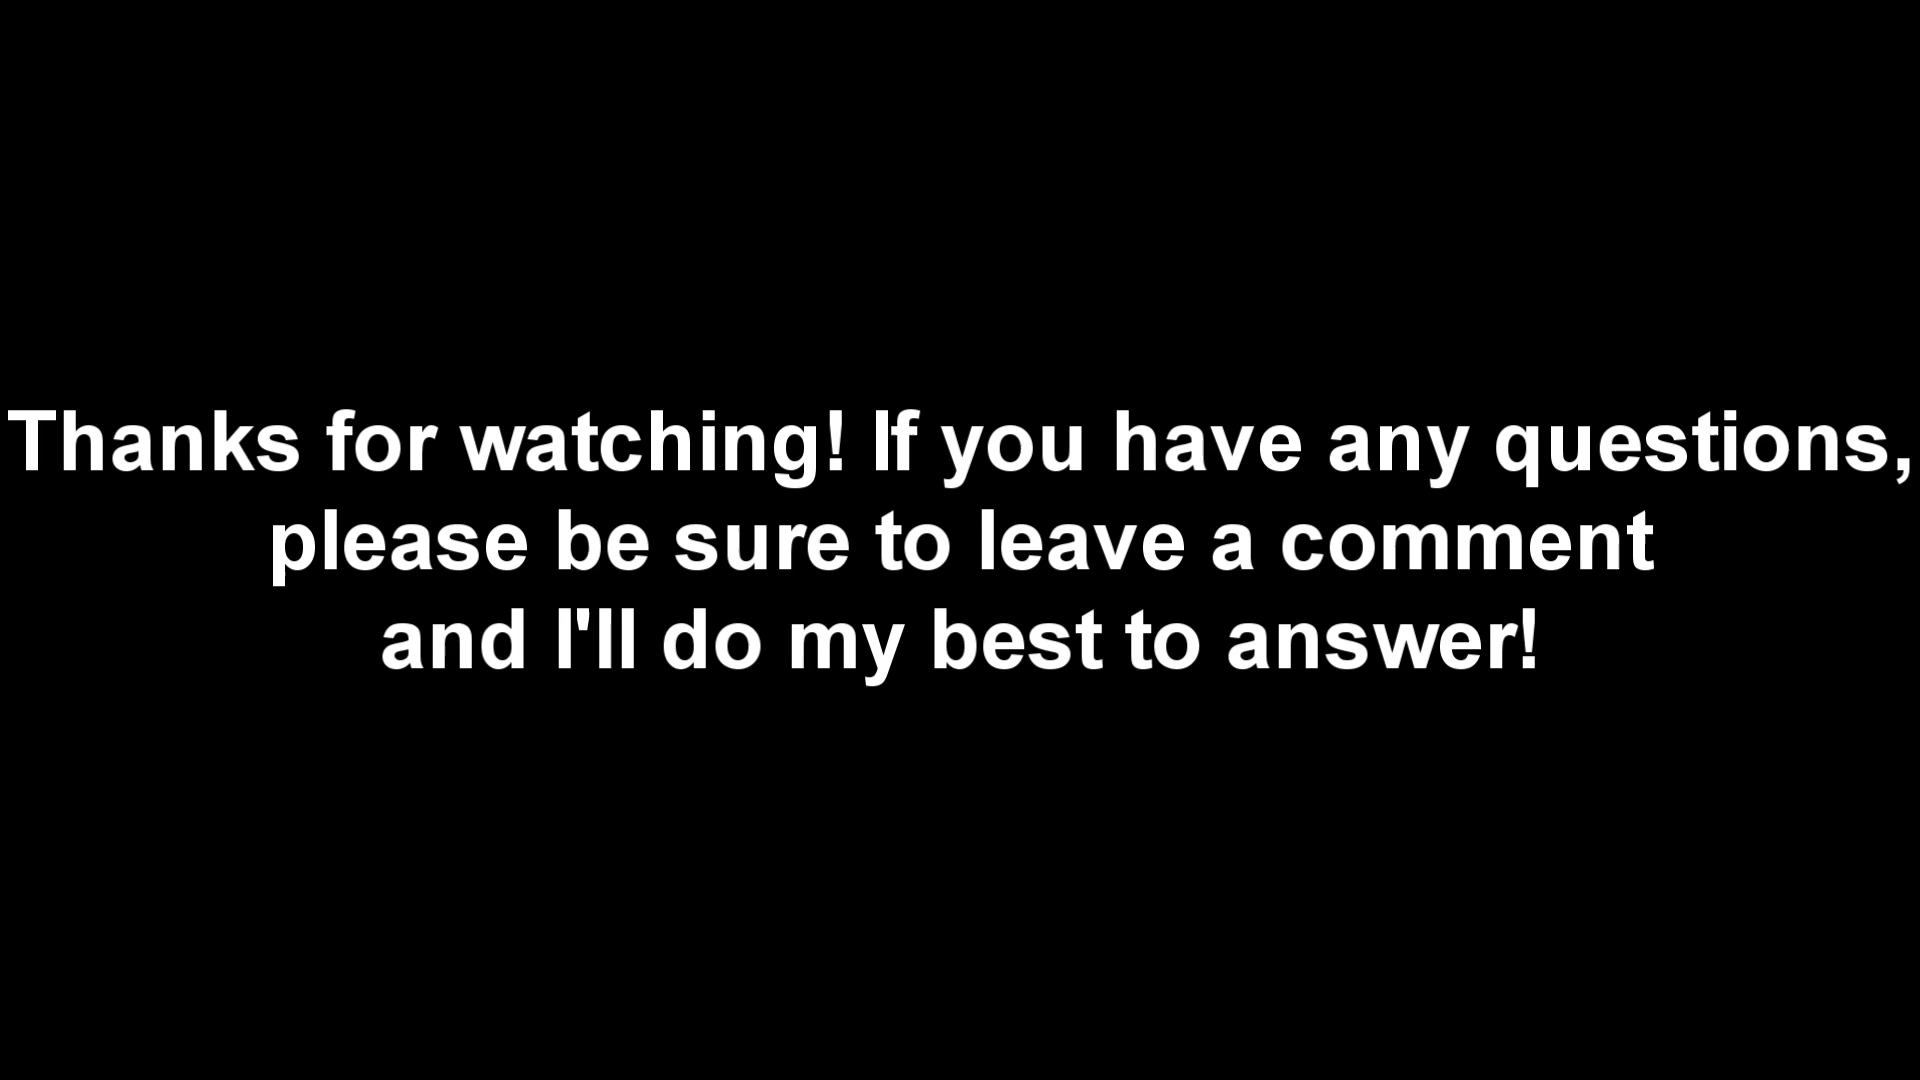 Thanks for watching! If you have any questions,
please be sure to leave a comment
and I'll do my best to answer!